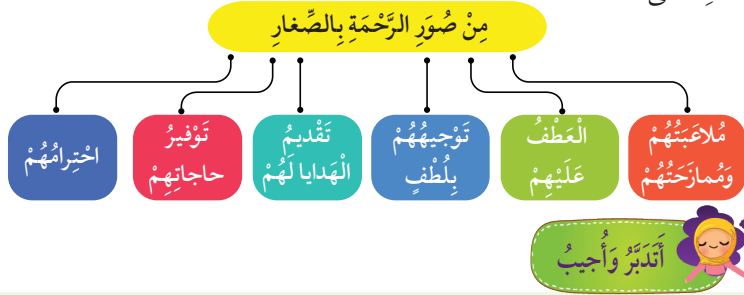 مِنْ صُوَرِ الرَّحْمَةِ بِالصِّغارِ
مُلاعَبَتُهُمْ
وَمُمازَحَتُهُمْ
الْعَطْفُ
عَلَيْهِمْ
تَوْجيهُهُمْ
بِلُطْفٍ
تَقْديمُ
الْهَدايا لَهُمْ
تَوْفيرُ
حاجاتِهِمْ
احْتِرامُهُمْ
أَتَدَبَّرُ وَأُجيبُ